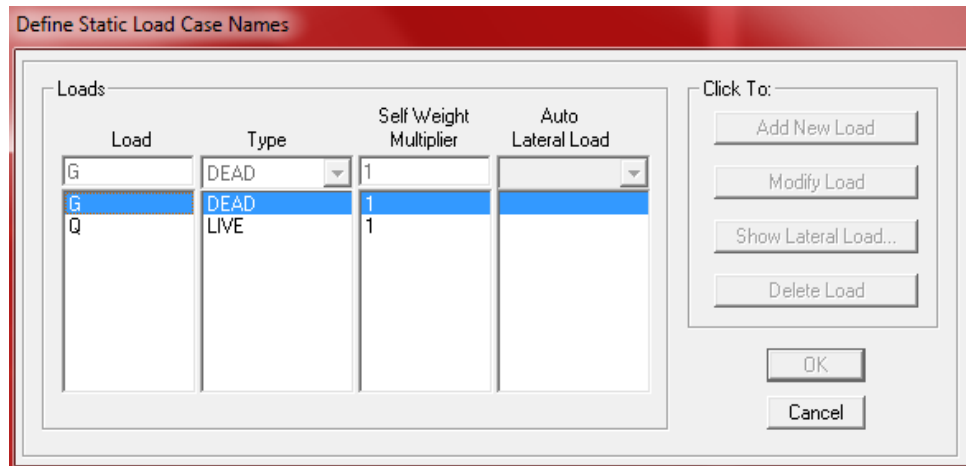 Define Static Load Case Names
Loads
Click To:
Self Weight Auto
Load Type Multiplier Lateral Load
G DEAD 1
G DEAD 1
Q LIVE 1
Add New Load
Modify Load
Show Lateral Load...
Delete Load
OK
Cancel